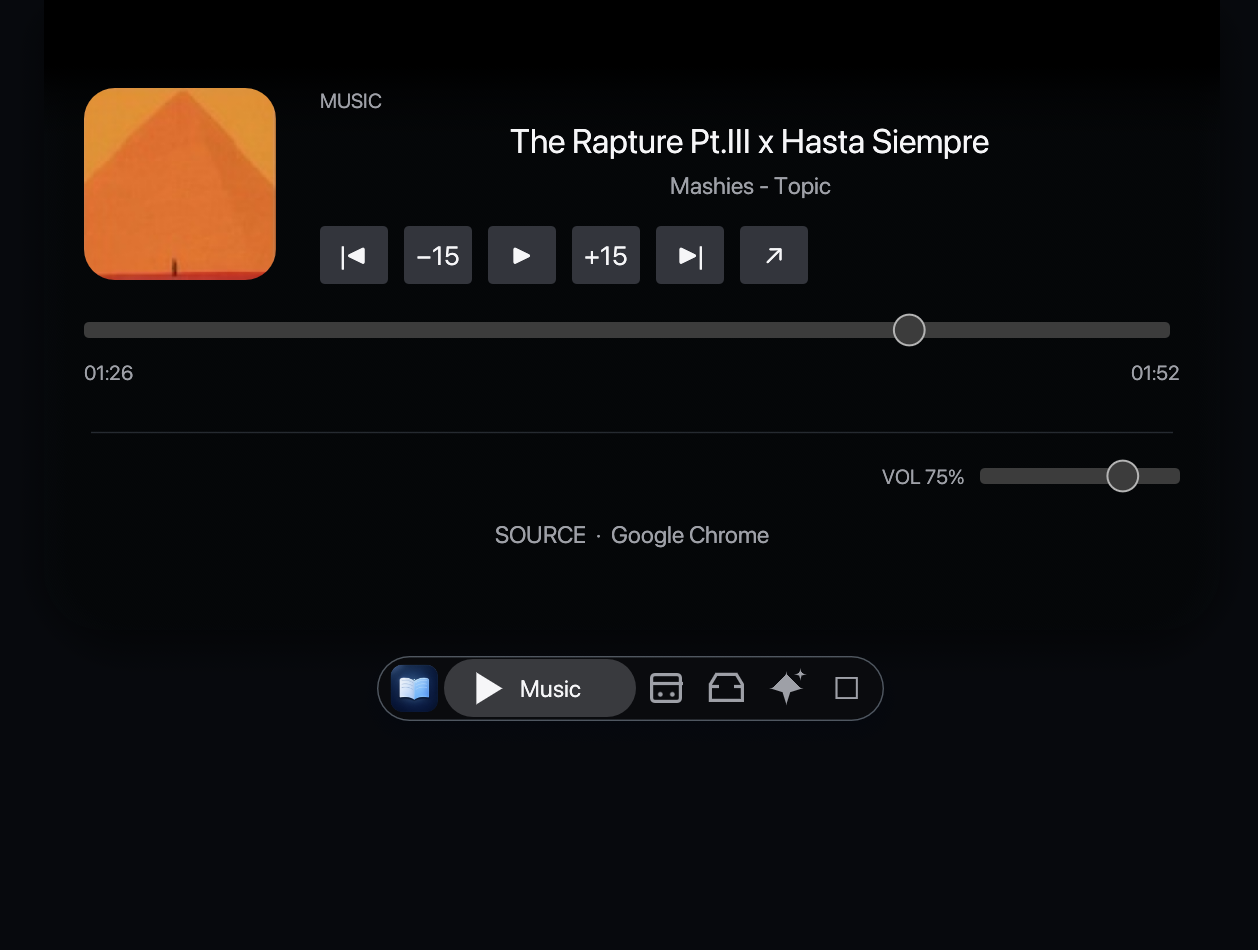 MUSIC
The Rapture Pt.III x Hasta Siempre
Mashies - Topic
−15 +15
01:26 01:52
VOL 75%
SOURCE · Google Chrome
Music